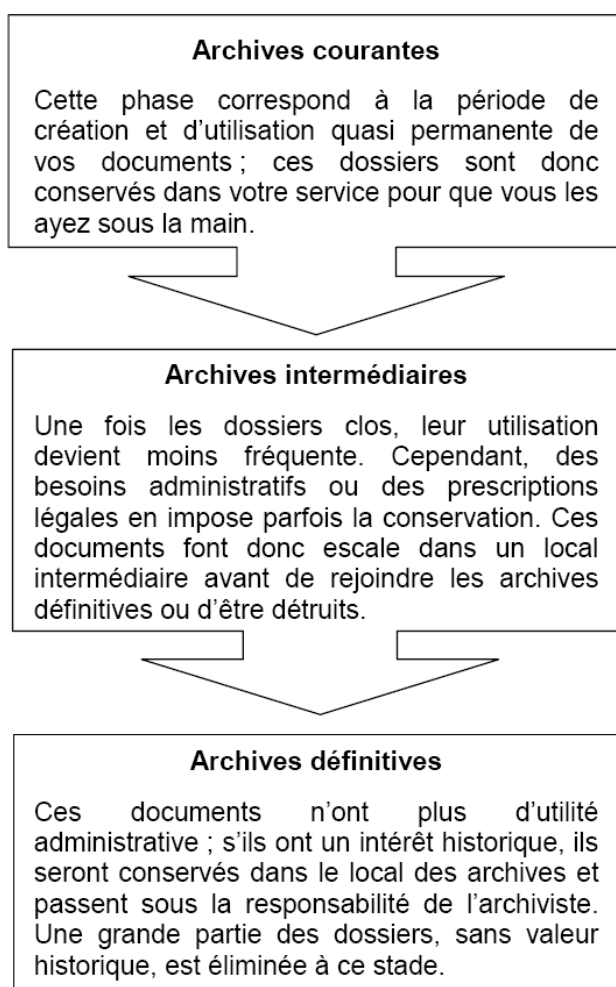 Archives courantes
Cette phase correspond à la période de
création et d'utilisation quasi permanente de
vos documents ; ces dossiers sont donc
conservés dans votre service pour que vous les
ayez sous la main.
Archives intermédiaires
Une fois les dossiers clos, leur utilisation
devient moins fréquente. Cependant, des
besoins administratifs ou des prescriptions
légales en impose parfois la conservation. Ces
documents font donc escale dans un local
intermédiaire avant de rejoindre les archives
définitives ou d'être détruits.
Archives définitives
Ces documents n'ont plus d'utilité
administrative ; s'ils ont un intérêt historique, ils
seront conservés dans le local des archives et
passent sous la responsabilité de l'archiviste.
Une grande partie des dossiers, sans valeur
historique, est éliminée à ce stade.